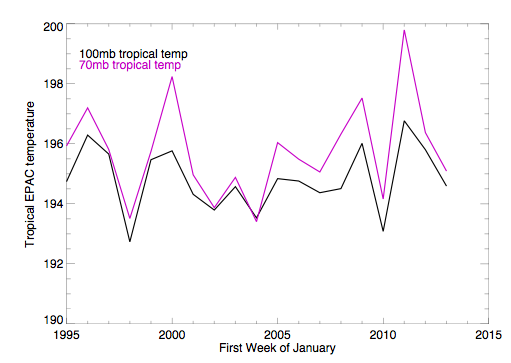 200
100mb tropical temp
70mb tropical temp
198
196
194
192
190
Tropical EPAC temperature
1995 2000 2005 2010 2015
First Week of January